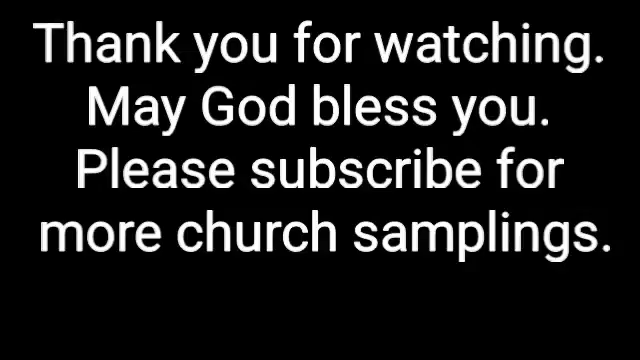 Thank you for watching.
May God bless you.
Please subscribe for
more church samplings.